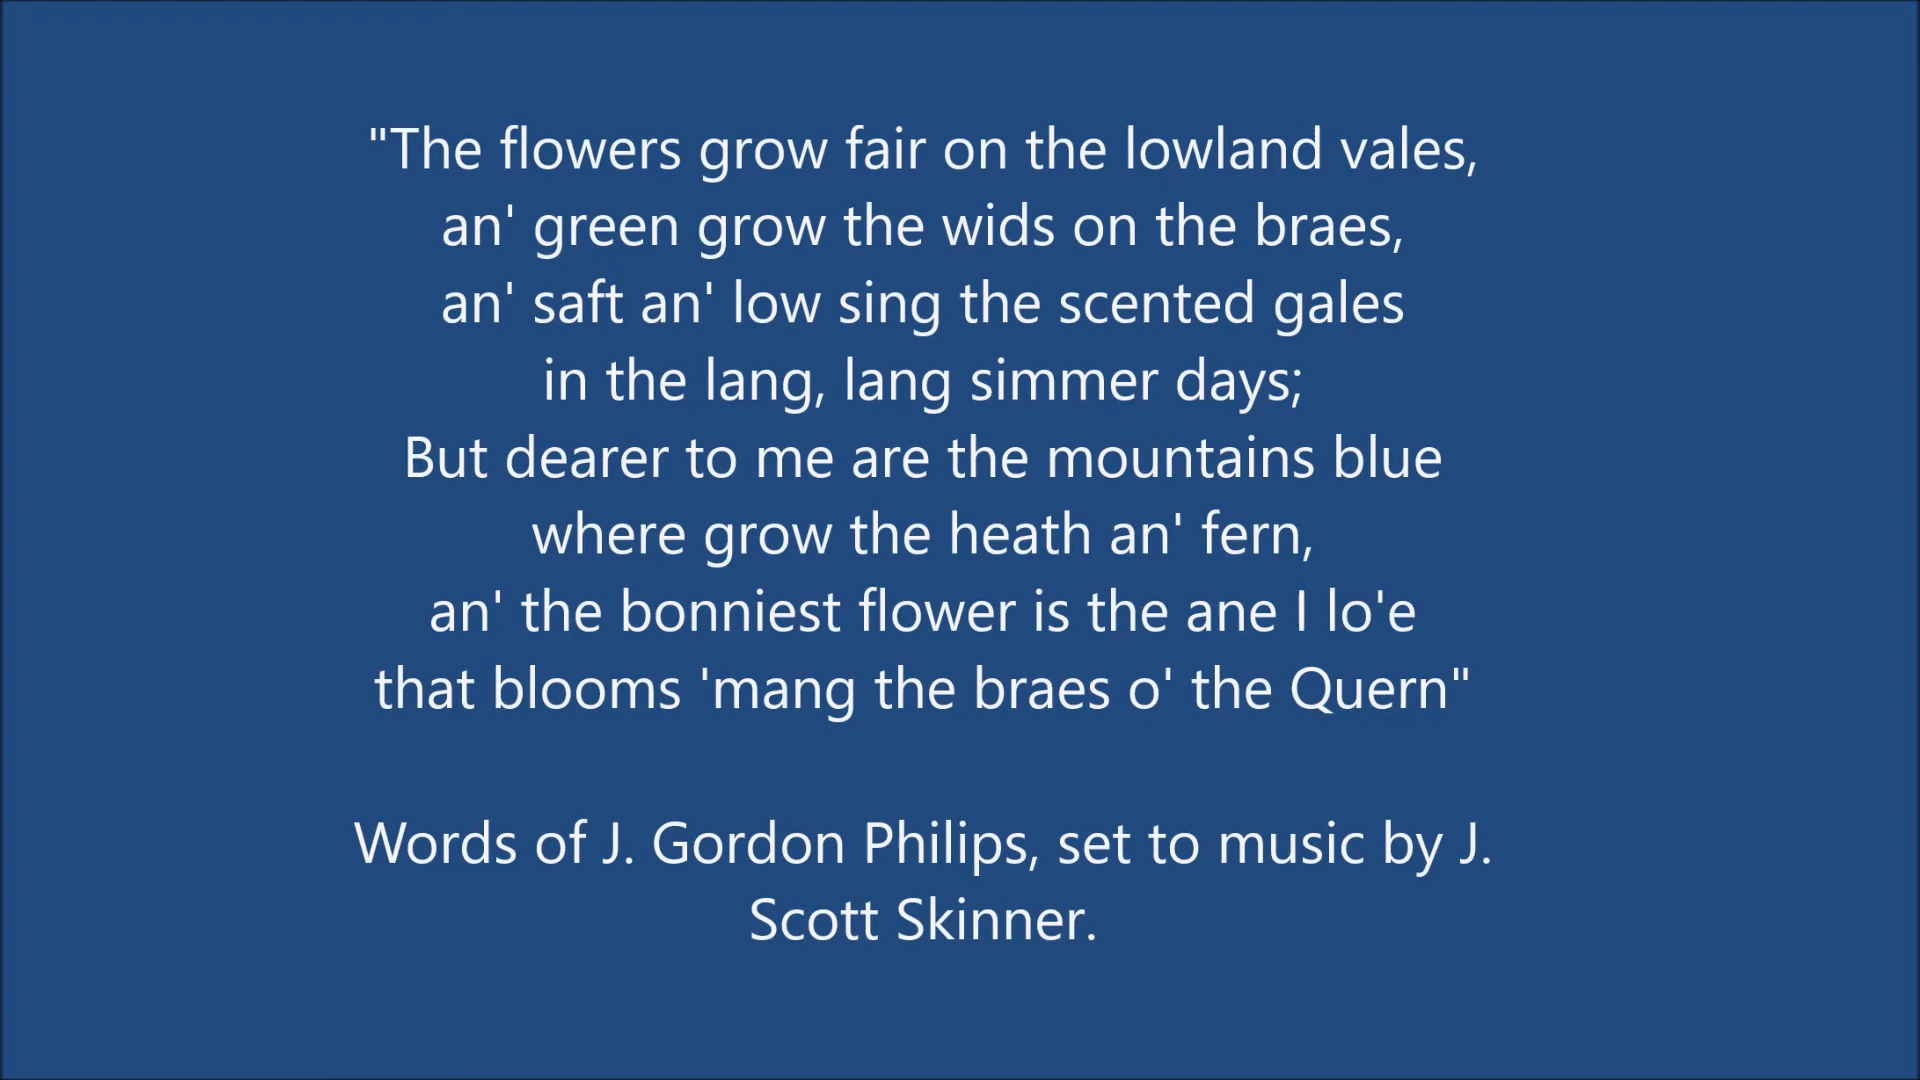 "The flowers grow fair on the lowland vales,
an' green grow the wids on the braes,
an' saft an' low sing the scented gales
in the lang, lang simmer days;
But dearer to me are the mountains blue
where grow the heath an' fern,
an' the bonniest flower is the ane I lo'e
that blooms 'mang the braes o' the Quern"
Words of J. Gordon Philips, set to music by J.
Scott Skinner.